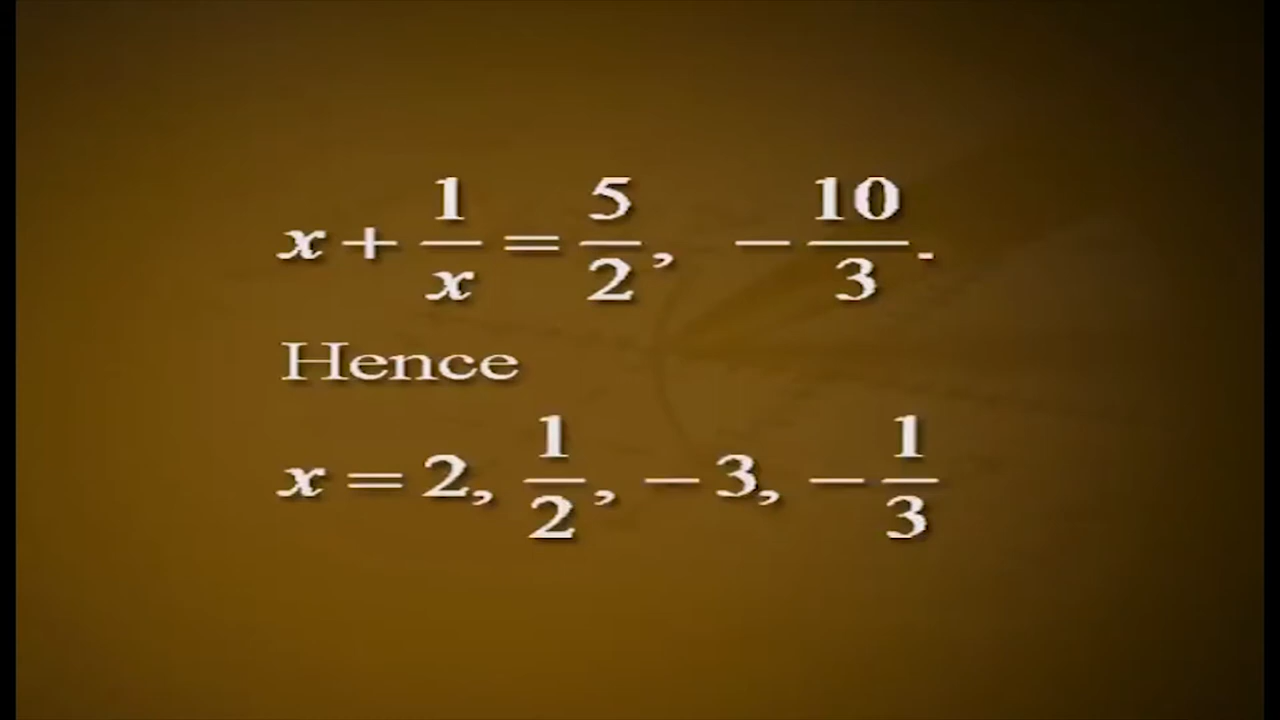 x + 1/x = 5/2, − 10/3.
Hence
x = 2, 1/2, − 3, − 1/3